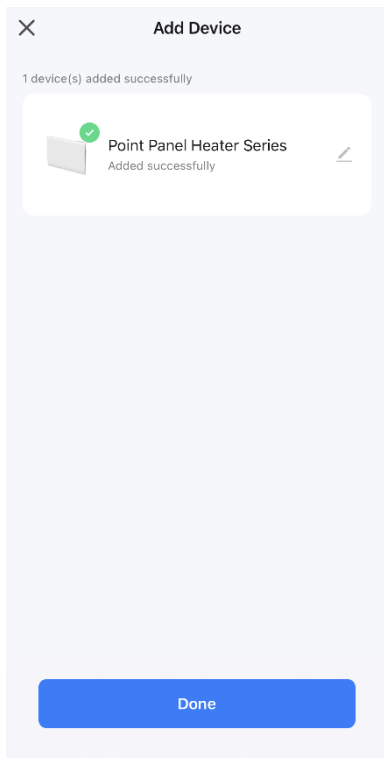 Add Device
1 device(s) added successfully
Point Panel Heater Series
Added successfully
Done